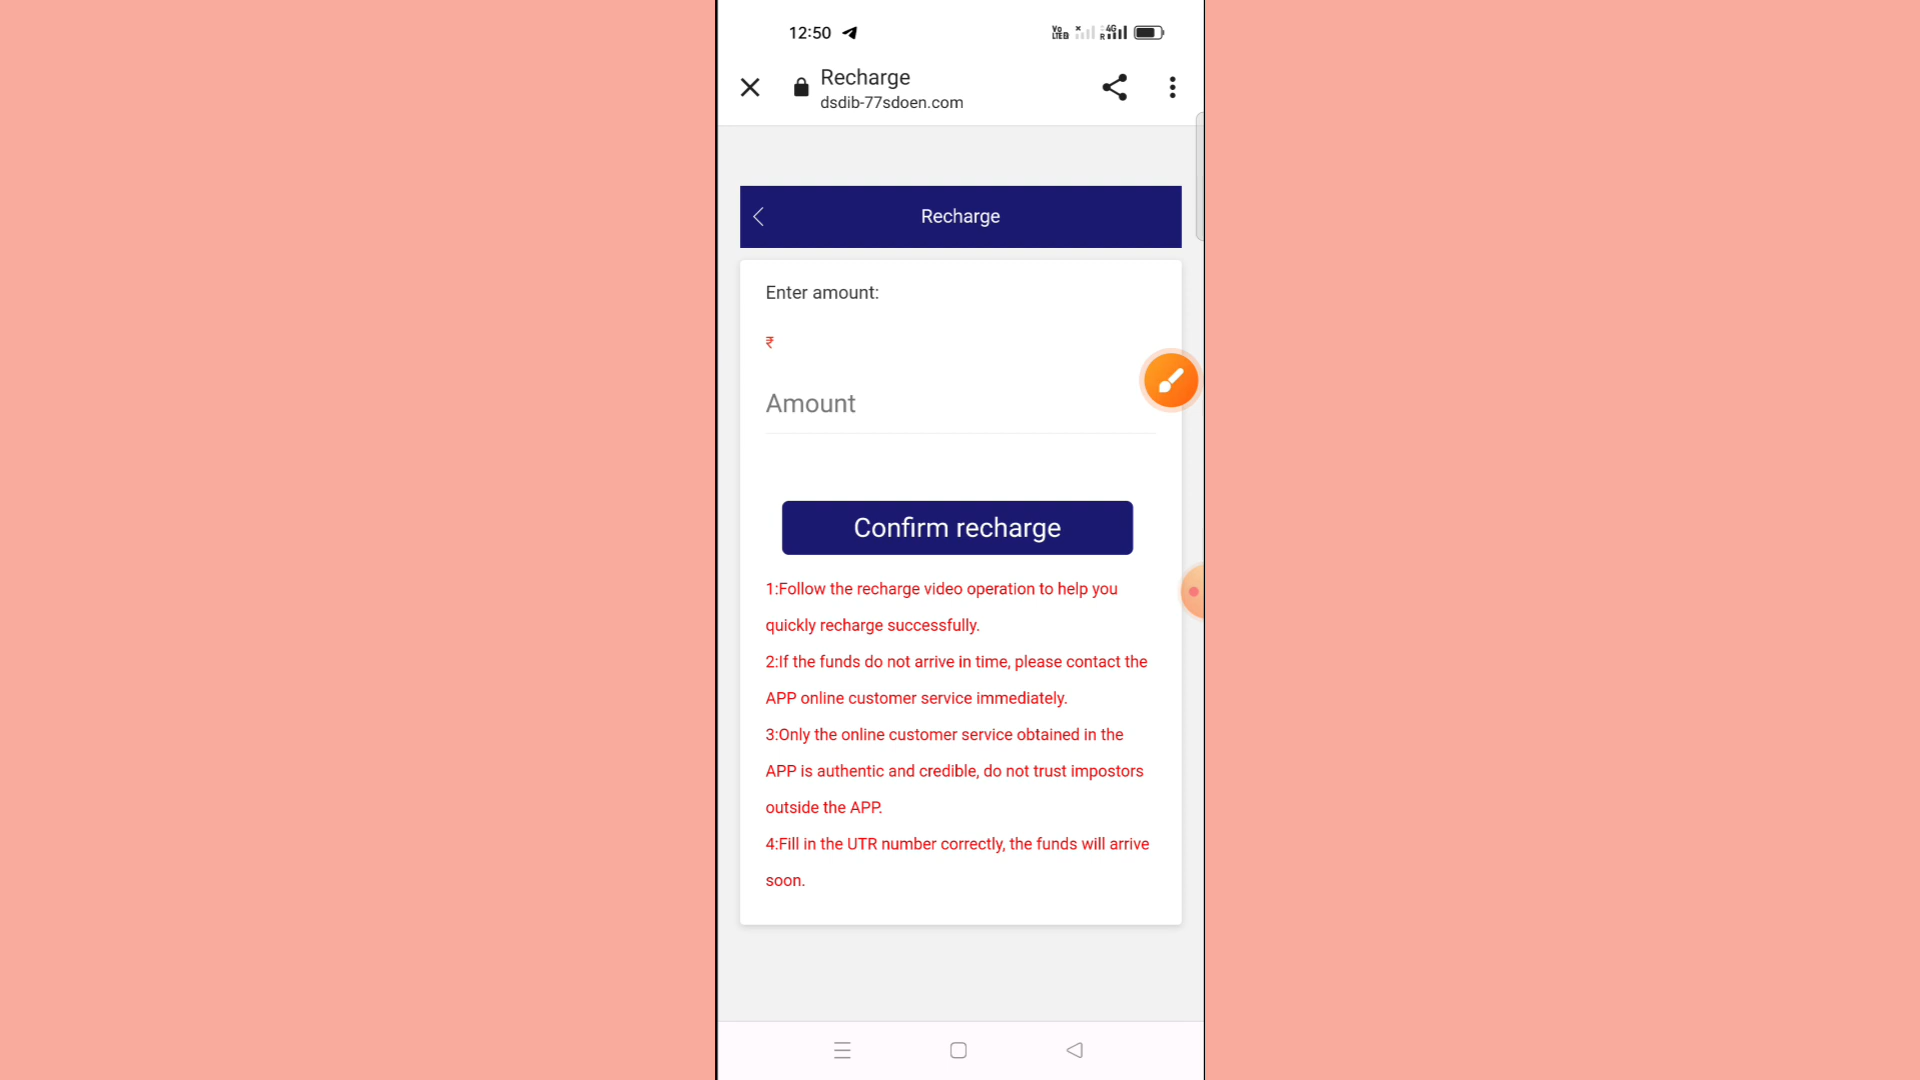 12:50
Vo LTE2 4G R
Recharge
dsdib-77sdoen.com
Recharge
Enter amount:
₹
Amount
Confirm recharge
1:Follow the recharge video operation to help you
quickly recharge successfully.
2:If the funds do not arrive in time, please contact the
APP online customer service immediately.
3:Only the online customer service obtained in the
APP is authentic and credible, do not trust impostors
outside the APP.
4:Fill in the UTR number correctly, the funds will arrive
soon.